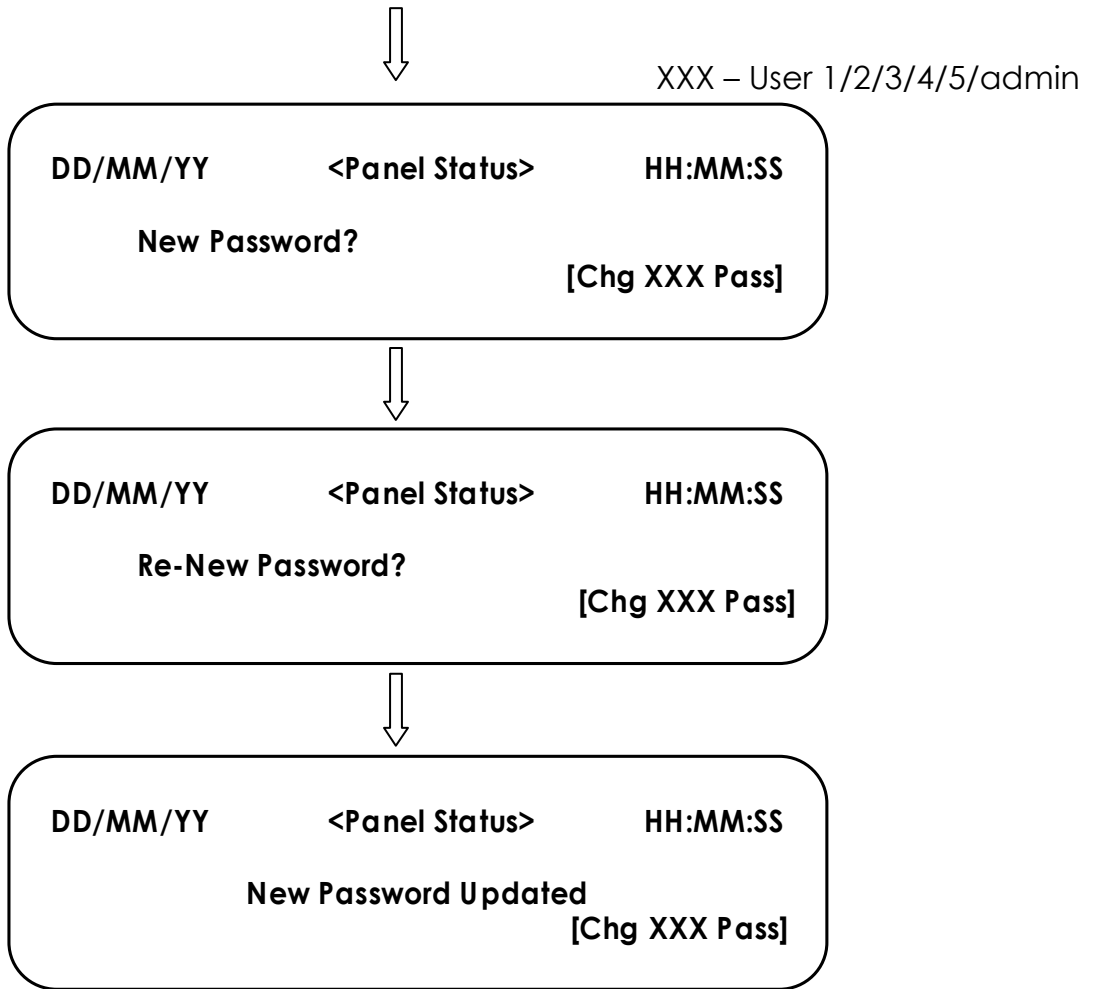 XXX – User 1/2/3/4/5/admin
DD/MM/YY <Panel Status> HH:MM:SS
New Password?
[Chg XXX Pass]
DD/MM/YY <Panel Status> HH:MM:SS
Re-New Password?
[Chg XXX Pass]
DD/MM/YY <Panel Status> HH:MM:SS
New Password Updated
[Chg XXX Pass]